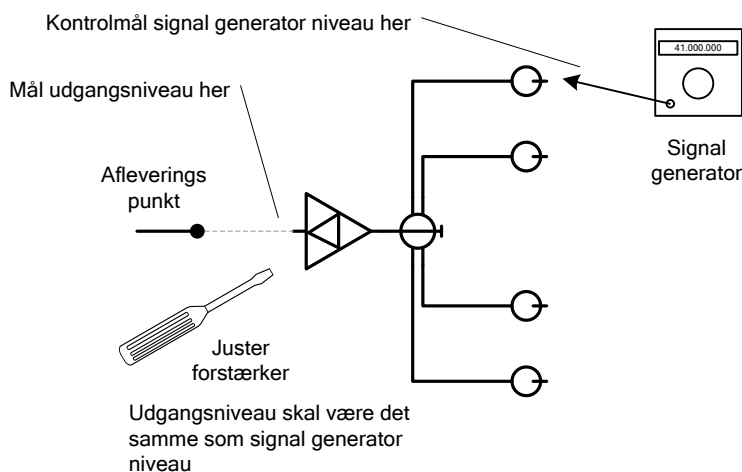 Kontrolmål signal generator niveau her
41.000.000
Mål udgangsniveau her
Signal
generator
Afleverings
punkt
Juster
forstærker
Udgangsniveau skal være det
samme som signal generator
niveau